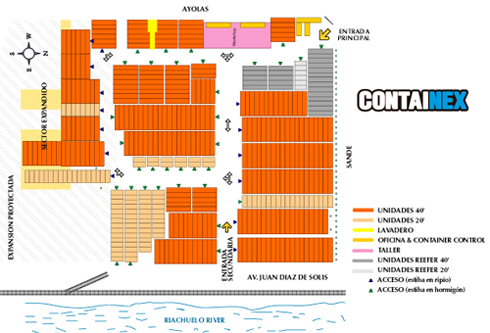 AYOLAS
ENTRADA
PRINCIPAL
S
W
N
E
SECTOR EXPANDIDO
EXPANSION PROYECTADA
CONTAINEX
SANDE
UNIDADES 40'
UNIDADES 20'
LAVADERO
OFICINA & CONTAINER CONTROL
TALLER
UNIDADES REEFER 40'
UNIDADES REEFER 20'
ACCESO (estiba en ripio)
ACCESO (estiba en hormigón)
ENTRADA
SECUNDARIA
AV. JUAN DIAZ DE SOLIS
RIACHUELO RIVER